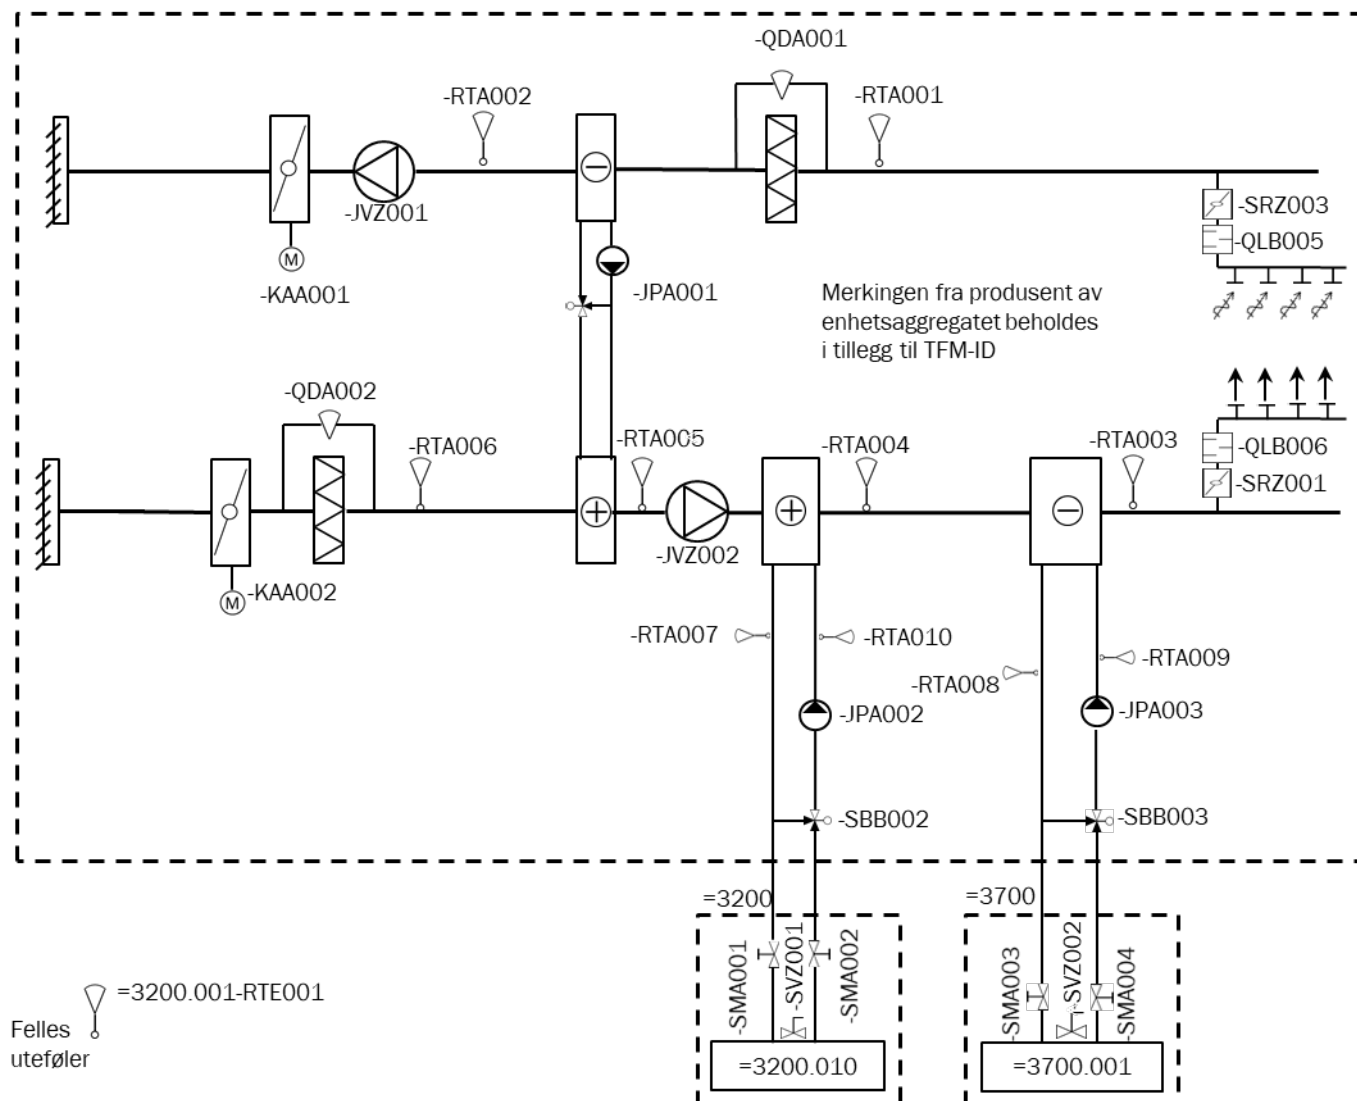 -QDA001
-RTA002
-RTA001
-JVZ001
-SRZ003
-QLB005
M
-KAA001
-JPA001
Merkingen fra produsent av
enhetsaggregatet beholdes
i tillegg til TFM-ID
-QDA002
-RTA006
-RTA005
-RTA004
-RTA003
-QLB006
-SRZ001
-JVZ002
M
-KAA002
-RTA007
-RTA010
-RTA008
-RTA009
-JPA002
-JPA003
-SBB002
-SBB003
=3200
=3700
-SMA001
-SVZ001
-SMA002
-SMA003
-SVZ002
-SMA004
=3200.001-RTE001
Felles
uteføler
=3200.010
=3700.001